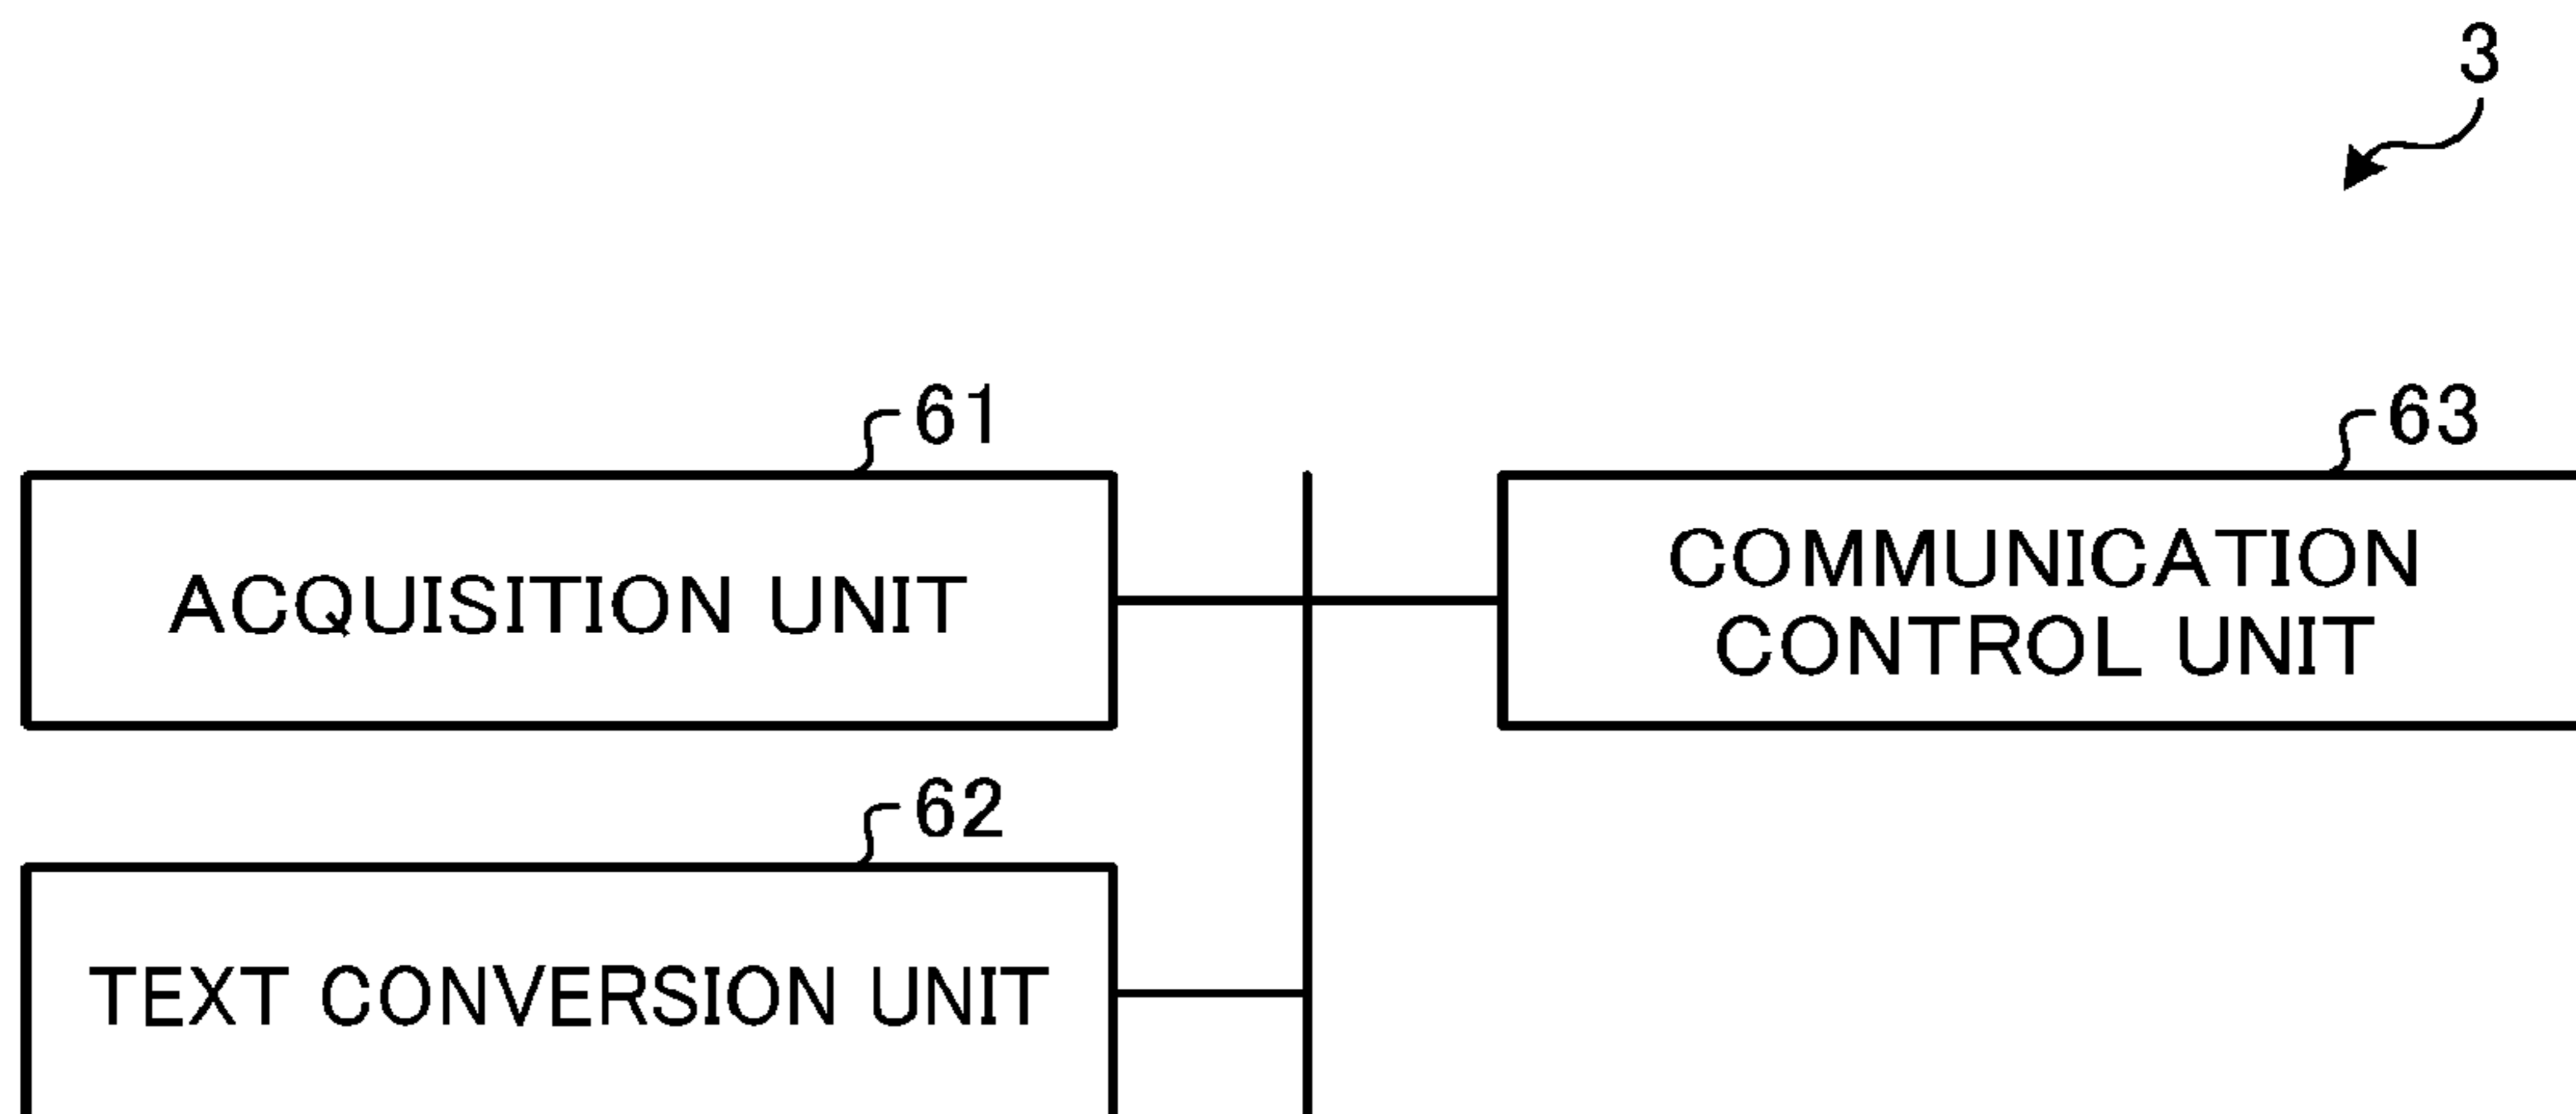 3
61
63
ACQUISITION UNIT
COMMUNICATION
CONTROL UNIT
62
TEXT CONVERSION UNIT